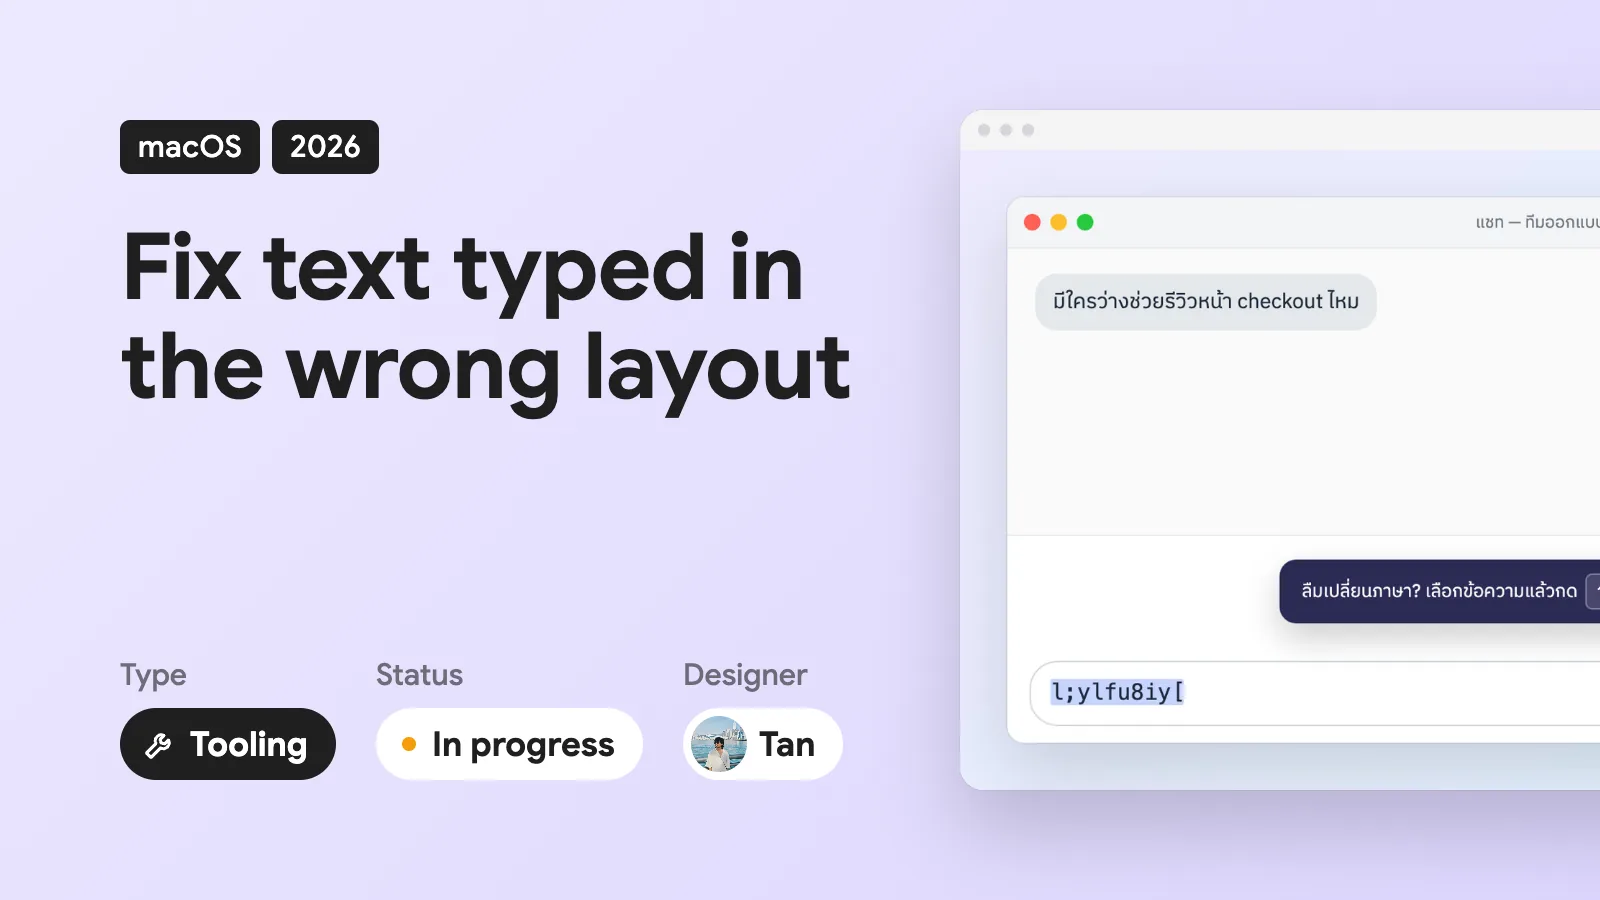 macOS
2026
Fix text typed in
the wrong layout
Type
Tooling
Status
In progress
Designer
Tan
แชท — ทีมออกแบบ
มีใครว่างช่วยรีวิวหน้า checkout ไหม
ลืมเปลี่ยนภาษา? เลือกข้อความแล้วกด
l;ylfu8iy[